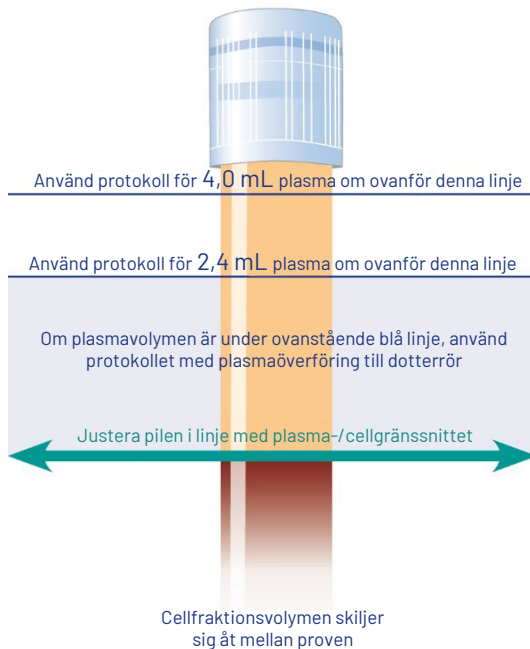 Använd protokoll för 4,0 mL plasma om ovanför denna linje
Använd protokoll för 2,4 mL plasma om ovanför denna linje
Om plasmavolymen är under ovanstående blå linje, använd
protokollet med plasmaöverföring till dotterrör
Justera pilen i linje med plasma-/cellgränssnittet
Cellfraktionsvolymen skiljer
sig åt mellan proven